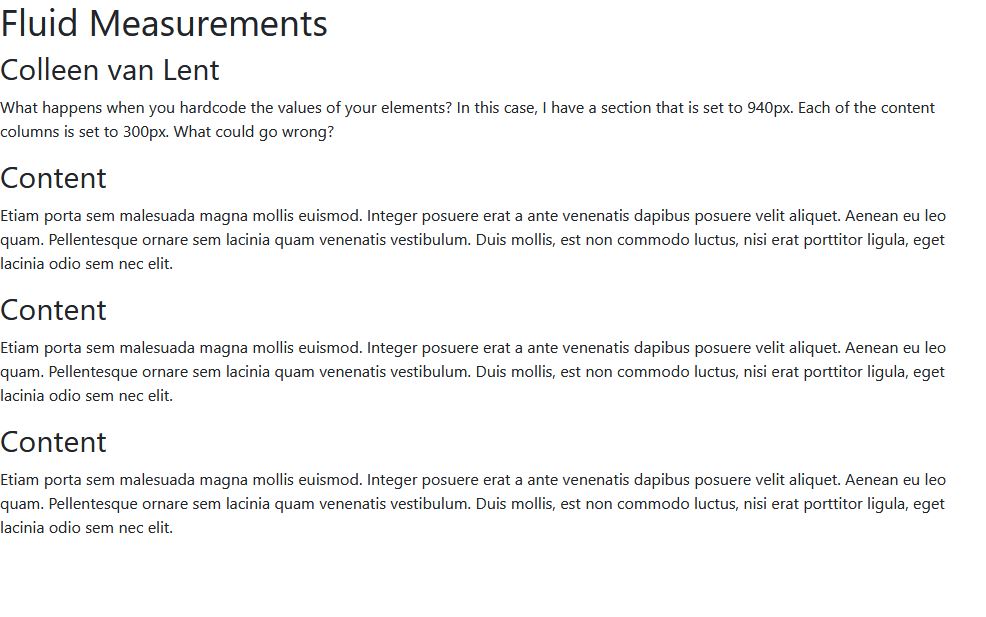 Fluid Measurements
Colleen van Lent
What happens when you hardcode the values of your elements? In this case, I have a section that is set to 940px. Each of the content
columns is set to 300px. What could go wrong?
Content
Etiam porta sem malesuada magna mollis euismod. Integer posuere erat a ante venenatis dapibus posuere velit aliquet. Aenean eu leo
quam. Pellentesque ornare sem lacinia quam venenatis vestibulum. Duis mollis, est non commodo luctus, nisi erat porttitor ligula, eget
lacinia odio sem nec elit.
Content
Etiam porta sem malesuada magna mollis euismod. Integer posuere erat a ante venenatis dapibus posuere velit aliquet. Aenean eu leo
quam. Pellentesque ornare sem lacinia quam venenatis vestibulum. Duis mollis, est non commodo luctus, nisi erat porttitor ligula, eget
lacinia odio sem nec elit.
Content
Etiam porta sem malesuada magna mollis euismod. Integer posuere erat a ante venenatis dapibus posuere velit aliquet. Aenean eu leo
quam. Pellentesque ornare sem lacinia quam venenatis vestibulum. Duis mollis, est non commodo luctus, nisi erat porttitor ligula, eget
lacinia odio sem nec elit.